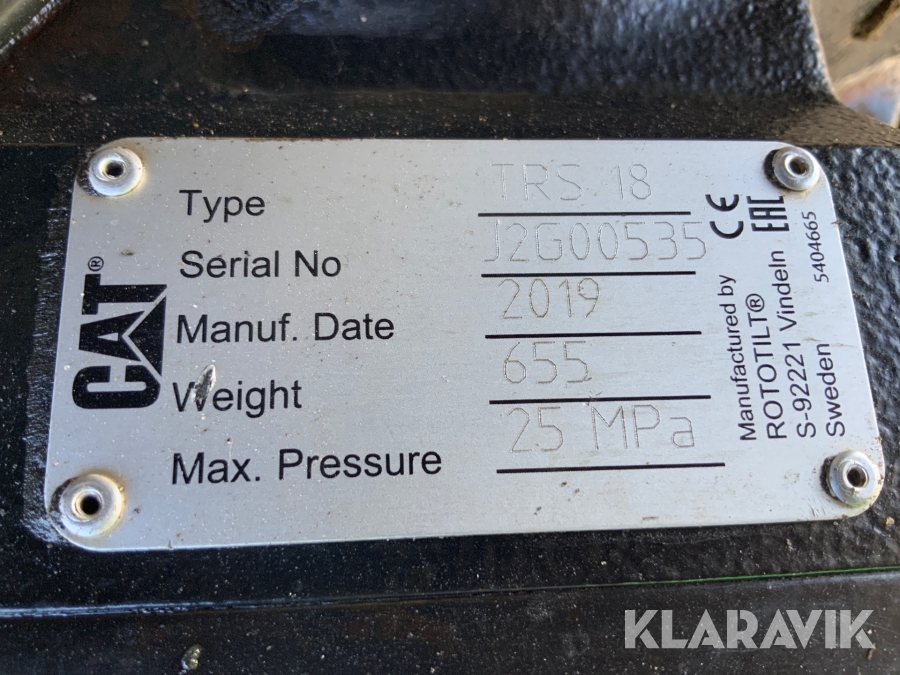 CAT®
Type TRS 18
Serial No J2G00535
Manuf. Date 2019
Weight 655
Max. Pressure 25 MPa
CE EAC
Manufactured by
ROTOTILT®
S-92221 Vindeln
Sweden 5404665
KLARAVIK